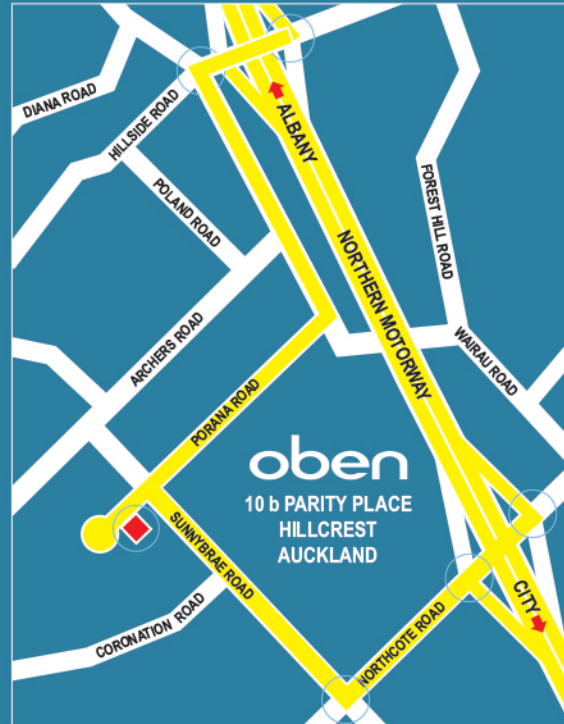 DIANA ROAD
HILLSIDE ROAD
ALBANY
POLAND ROAD
FOREST HILL ROAD
NORTHERN MOTORWAY
ARCHERS ROAD
WAIRAU ROAD
PORANA ROAD
oben
10 b PARITY PLACE
HILLCREST
AUCKLAND
SUNNYBRAE ROAD
CORONATION ROAD
NORTHCOTE ROAD
CITY